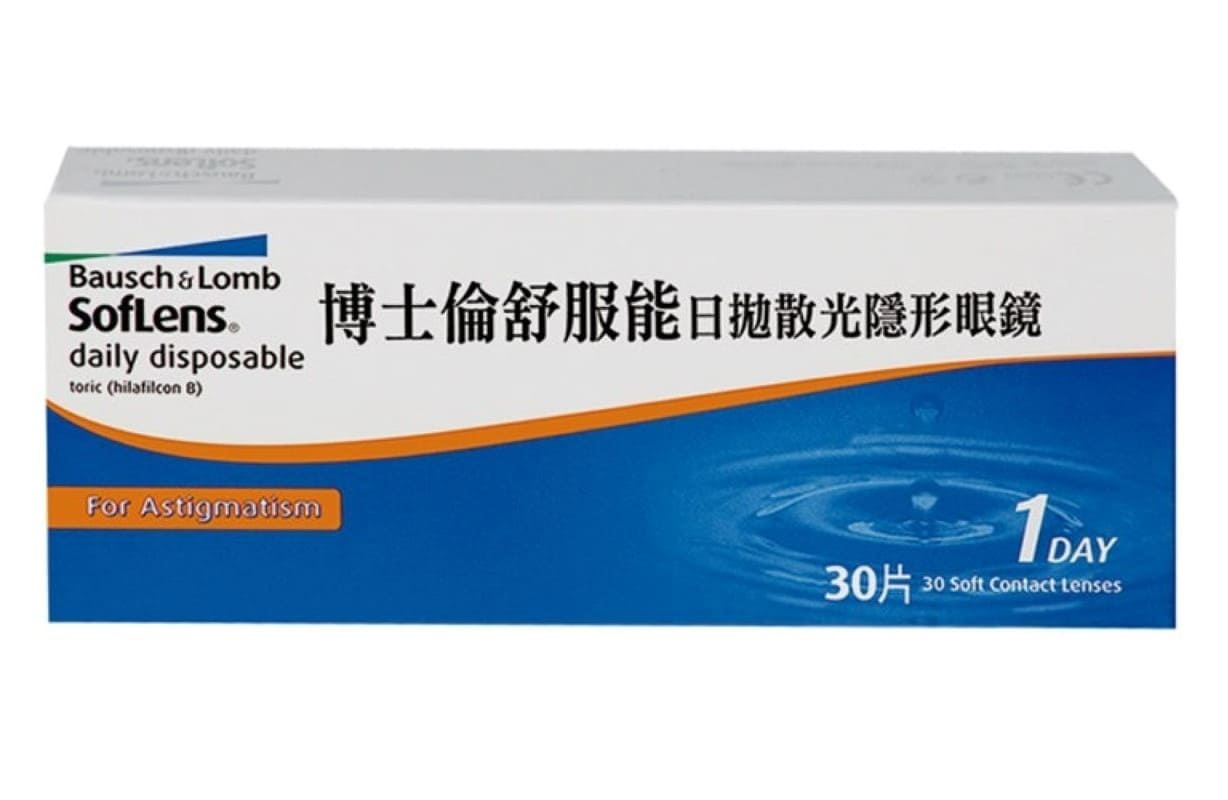 Bausch & Lomb
SofLens®
daily disposable
toric (hilafilcon B)
博士倫舒服能日拋散光隱形眼鏡
For Astigmatism
1 DAY
30片 30 Soft Contact Lenses